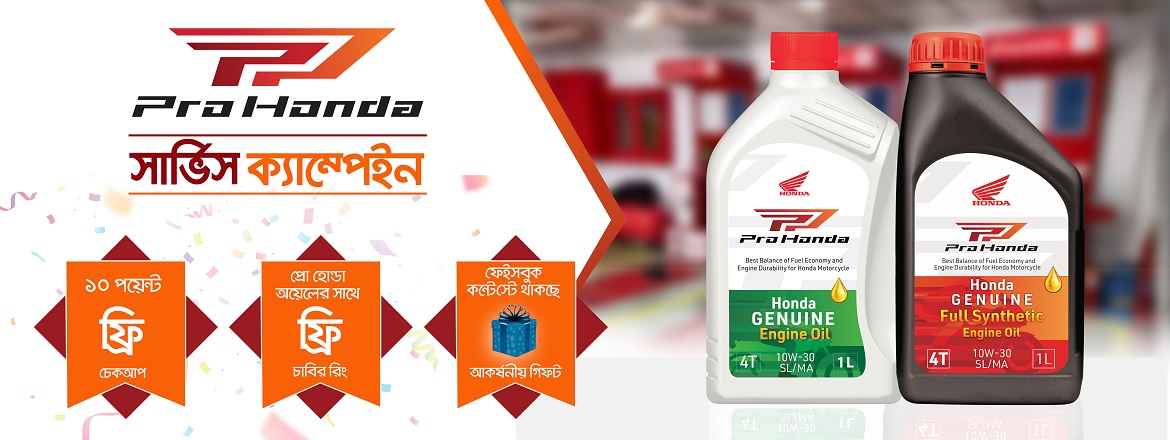 Pro Honda
সার্ভিস ক্যাম্পেইন
১০ পয়েন্ট
ফ্রি
চেকআপ
প্রো হোন্ডা
অয়েলের সাথে
ফ্রি
চাবির রিং
ফেইসবুক
কন্টেস্টে থাকছে
আকর্ষনীয় গিফট
HONDA
Pro Honda
Best Balance of Fuel Economy and
Engine Durability for Honda Motorcycle
Honda
GENUINE
Engine Oil
4T
10W-30
SL/MA
1L
HONDA
Pro Honda
Best Balance of Fuel Economy and
Engine Durability for Honda Motorcycle
Honda
GENUINE
Full Synthetic
Engine Oil
4T
10W-30
SL/MA
1L